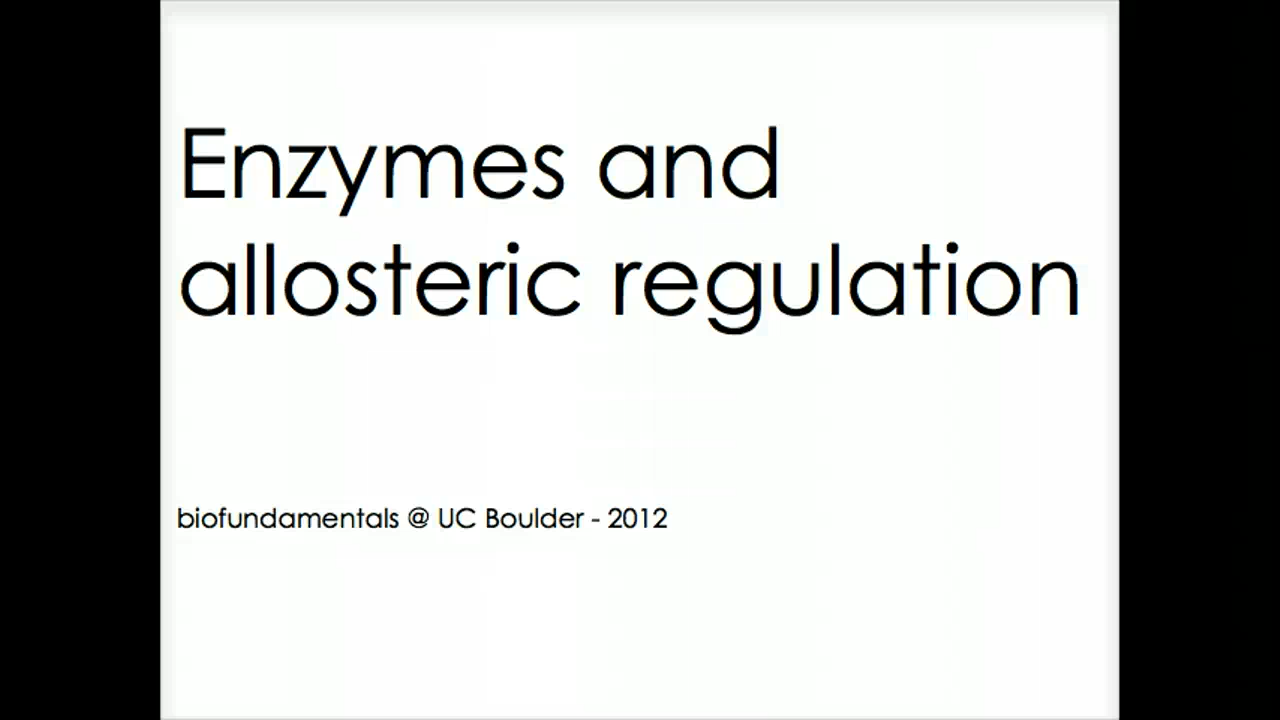 Enzymes and
allosteric regulation
biofundamentals @ UC Boulder - 2012